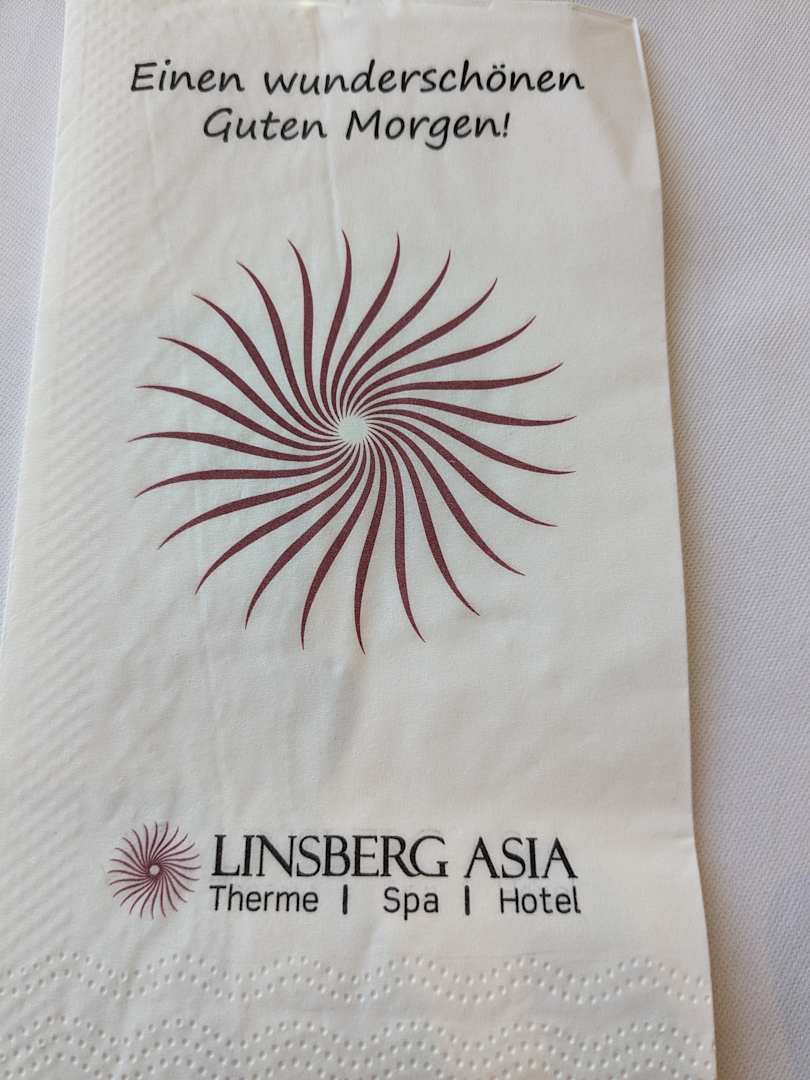 Einen wunderschönen
Guten Morgen!
LINSBERG ASIA
Therme | Spa | Hotel